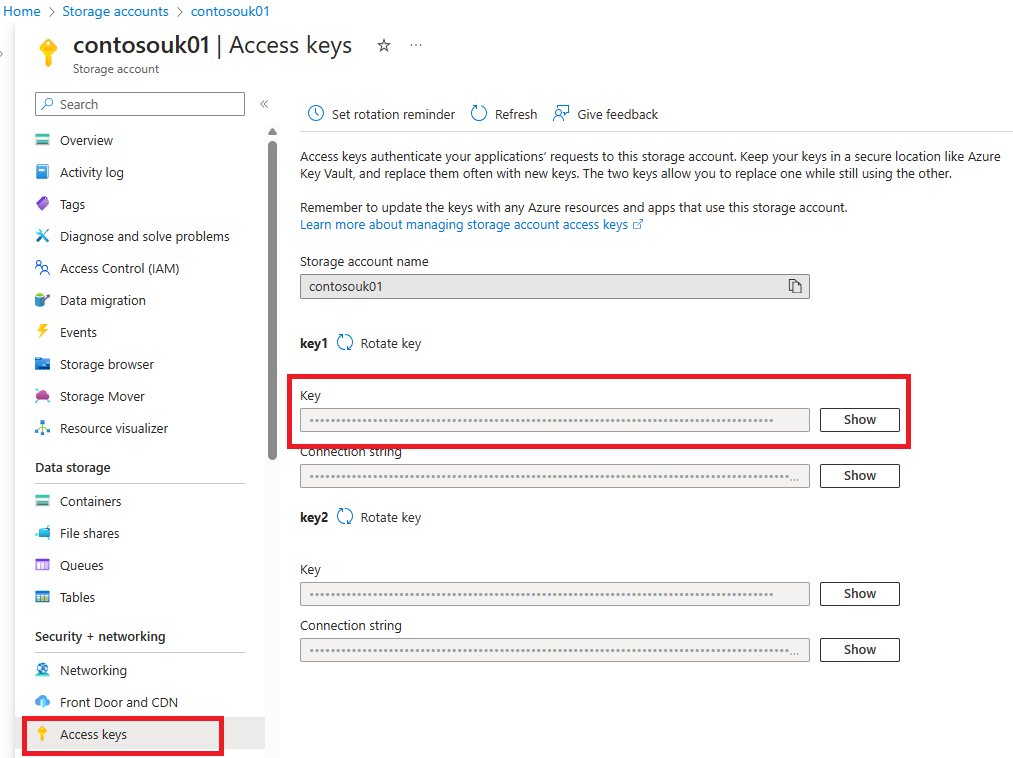 Home > Storage accounts > contosouk01
contosouk01 | Access keys ☆ ...
Storage account
Search «
Overview
Activity log
Tags
Diagnose and solve problems
Access Control (IAM)
Data migration
Events
Storage browser
Storage Mover
Resource visualizer
Data storage
Containers
File shares
Queues
Tables
Security + networking
Networking
Front Door and CDN
Access keys
Set rotation reminder Refresh Give feedback
Access keys authenticate your applications’ requests to this storage account. Keep your keys in a secure location like Azure
Key Vault, and replace them often with new keys. The two keys allow you to replace one while still using the other.
Remember to update the keys with any Azure resources and apps that use this storage account.
Learn more about managing storage account access keys
Storage account name
contosouk01
key1 Rotate key
Key
Show
Connection string
Show
key2 Rotate key
Key
Show
Connection string
Show